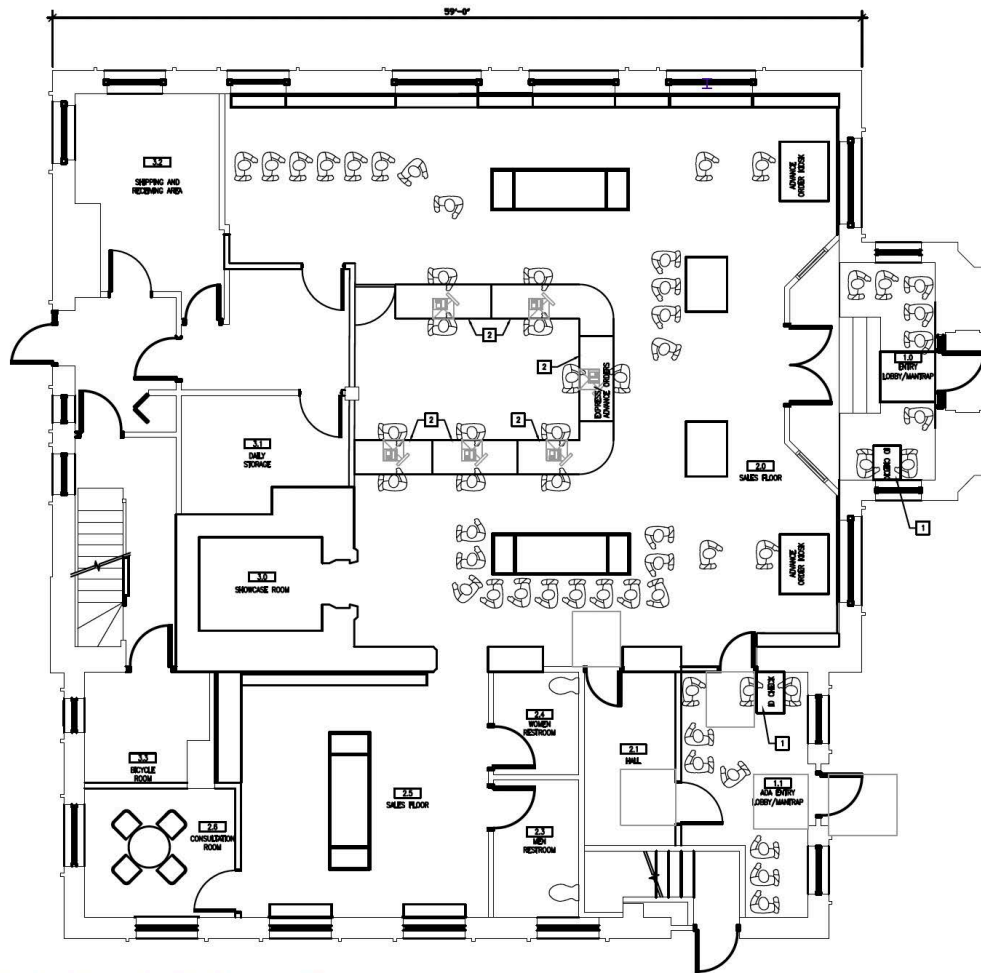 59'-0"
3.2
SHIPPING AND
RECEIVING AREA
ADVANCE
ORDER KIOSK
1.0
ENTRY
LOBBY/MANTRAP
2
2
EXPRESS/
ADVANCE ORDERS
2
2
3.1
DAILY
STORAGE
2.0
SALES FLOOR
ID CHECK
1
3.0
SHOWCASE ROOM
ADVANCE
ORDER KIOSK
ID CHECK
1
2.4
WOMEN
RESTROOM
2.1
HALL
3.3
BICYCLE
ROOM
2.5
SALES FLOOR
1.1
ADA ENTRY
LOBBY/MANTRAP
2.6
CONSULTATION
ROOM
2.3
MEN
RESTROOM